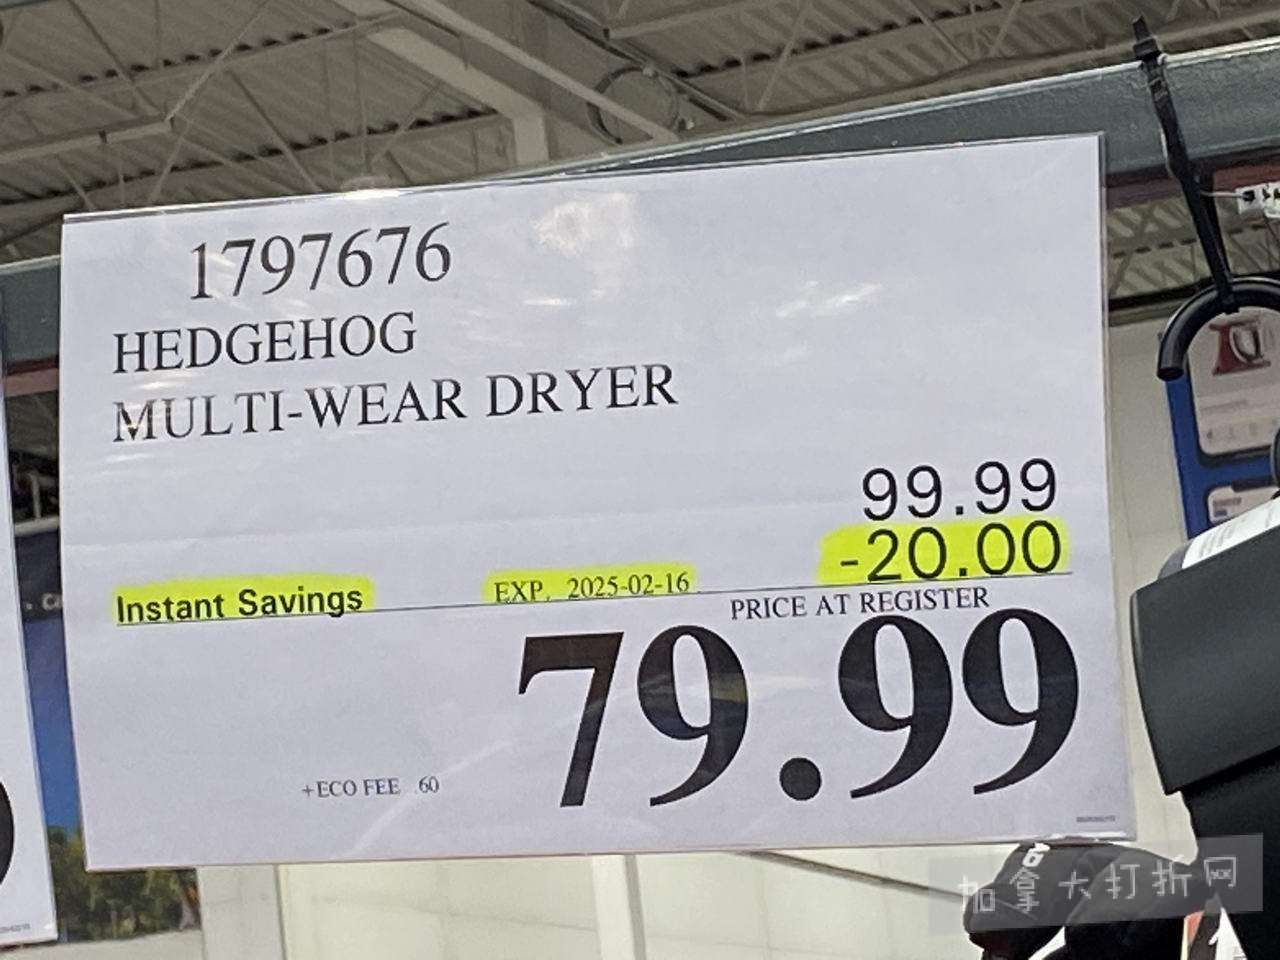 1797676
HEDGEHOG
MULTI-WEAR DRYER
99.99
-20.00
Instant Savings EXP. 2025-02-16
PRICE AT REGISTER
79.99
+ECO FEE .60
加拿大打折网